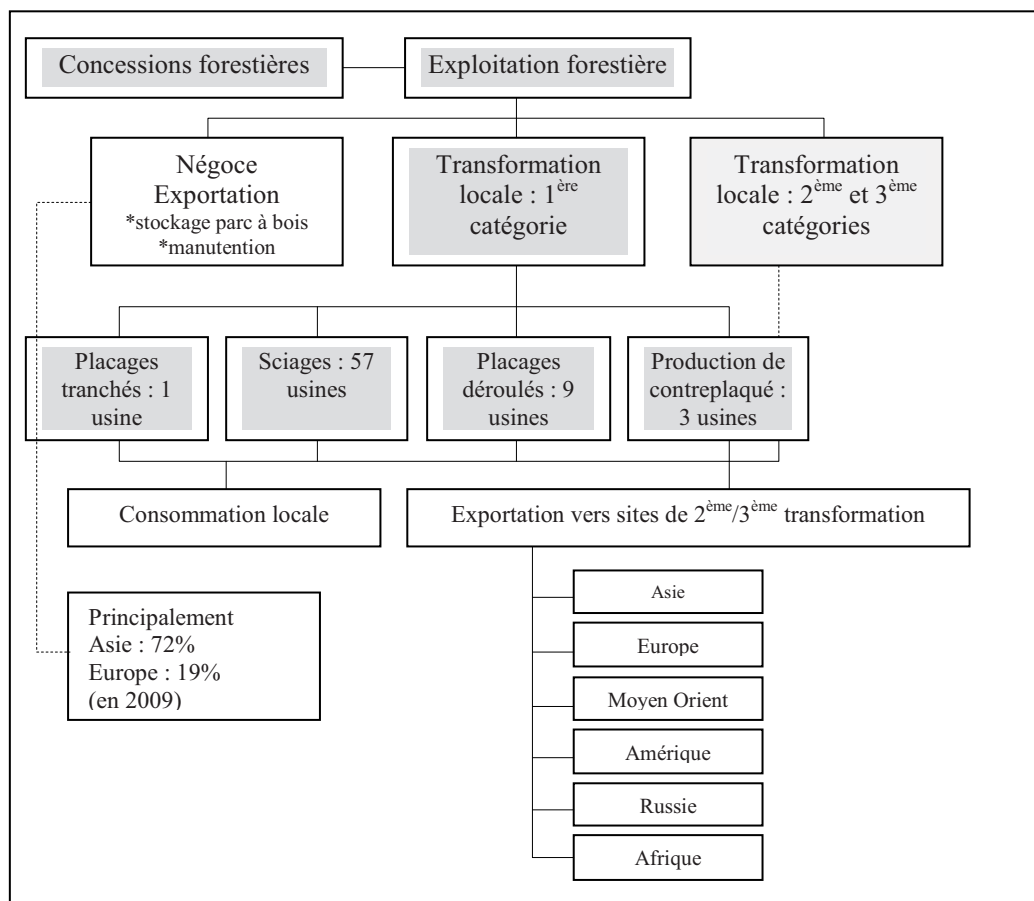 Concessions forestières
Exploitation forestière
Négoce
Exportation
*stockage parc à bois
*manutention
Transformation
locale : 1ère
catégorie
Transformation
locale : 2ème et 3ème
catégories
Placages
tranchés : 1
usine
Sciages : 57
usines
Placages
déroulés : 9
usines
Production de
contreplaqué :
3 usines
Consommation locale
Exportation vers sites de 2ème/3ème transformation
Principalement
Asie : 72%
Europe : 19%
(en 2009)
Asie
Europe
Moyen Orient
Amérique
Russie
Afrique